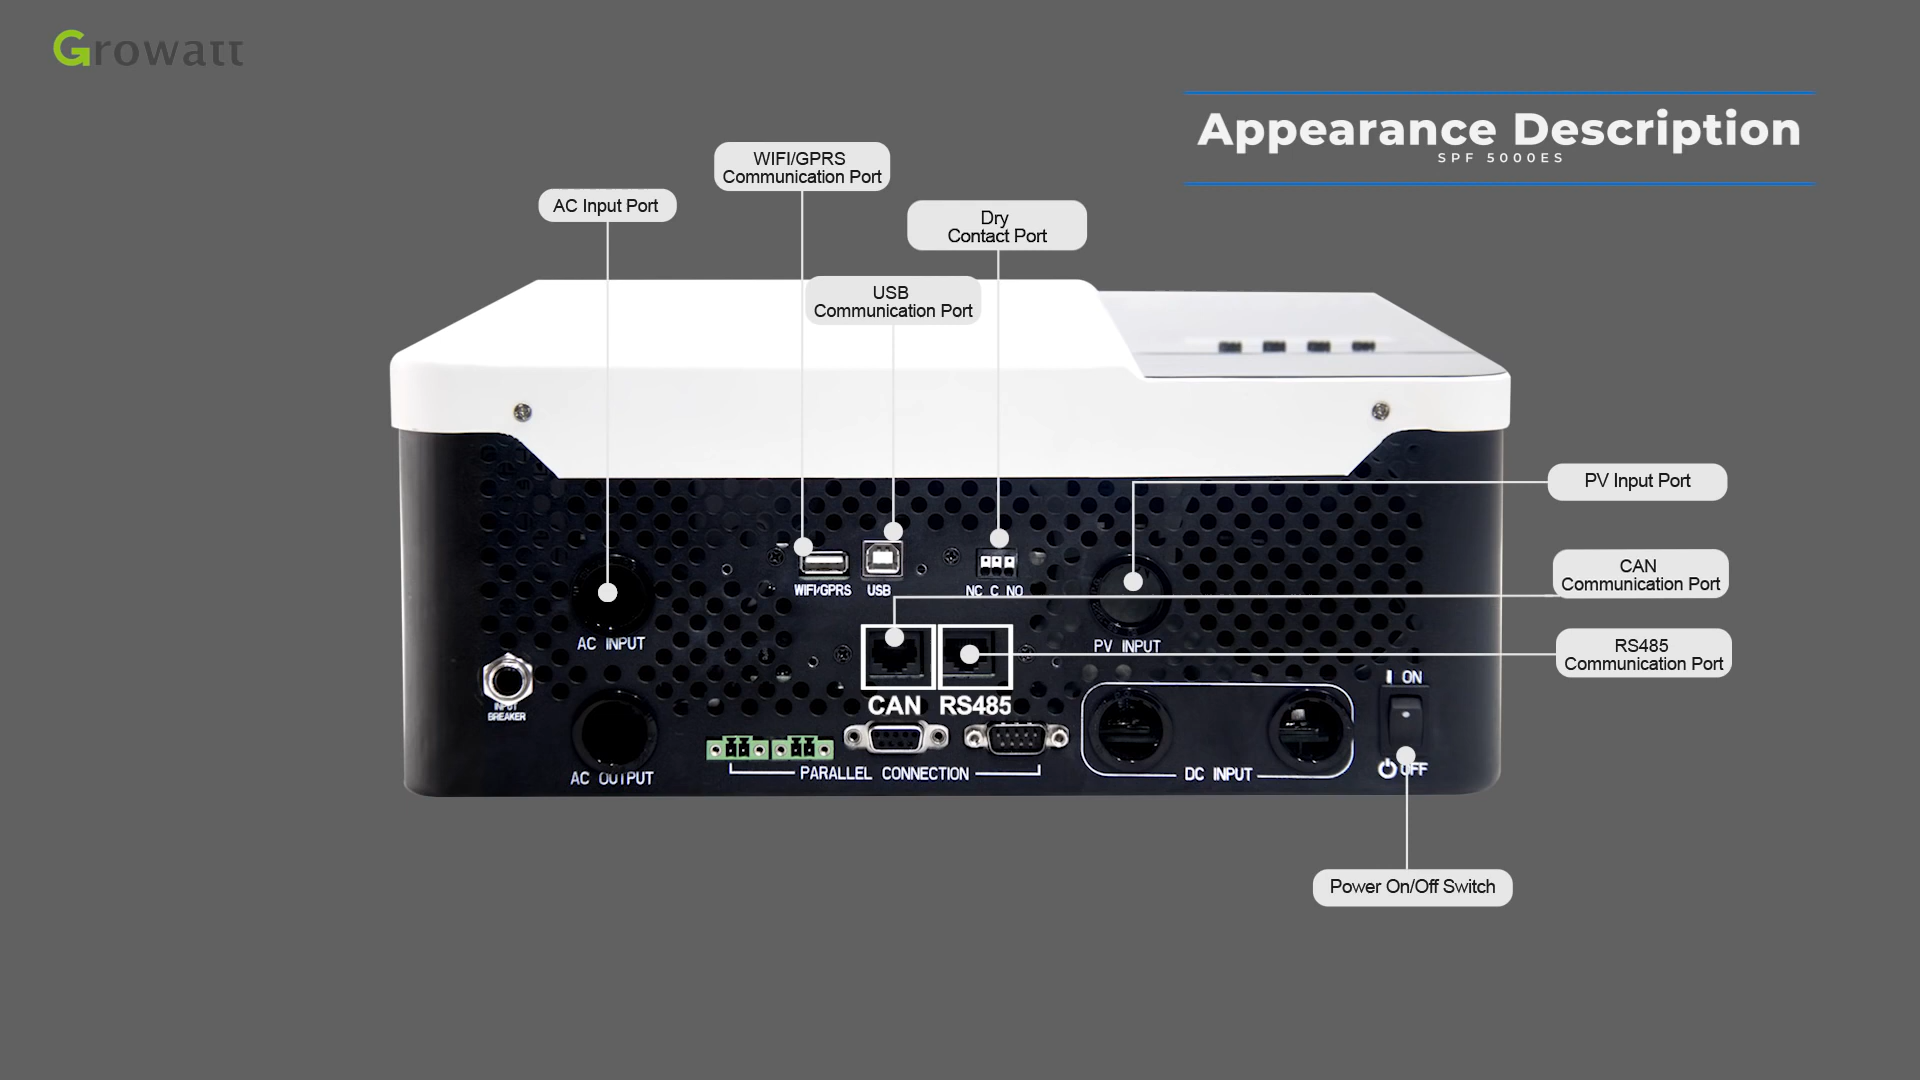 Growatt
Appearance Description
SPF 5000ES
WIFI/GPRS
Communication Port
AC Input Port
Dry
Contact Port
USB
Communication Port
PV Input Port
CAN
Communication Port
RS485
Communication Port
Power On/Off Switch
WIFI/GPRS
USB
NC C NO
AC INPUT
PV INPUT
I ON
CAN
RS485
INPUT
BREAKER
AC OUTPUT
PARALLEL CONNECTION
DC INPUT
OFF